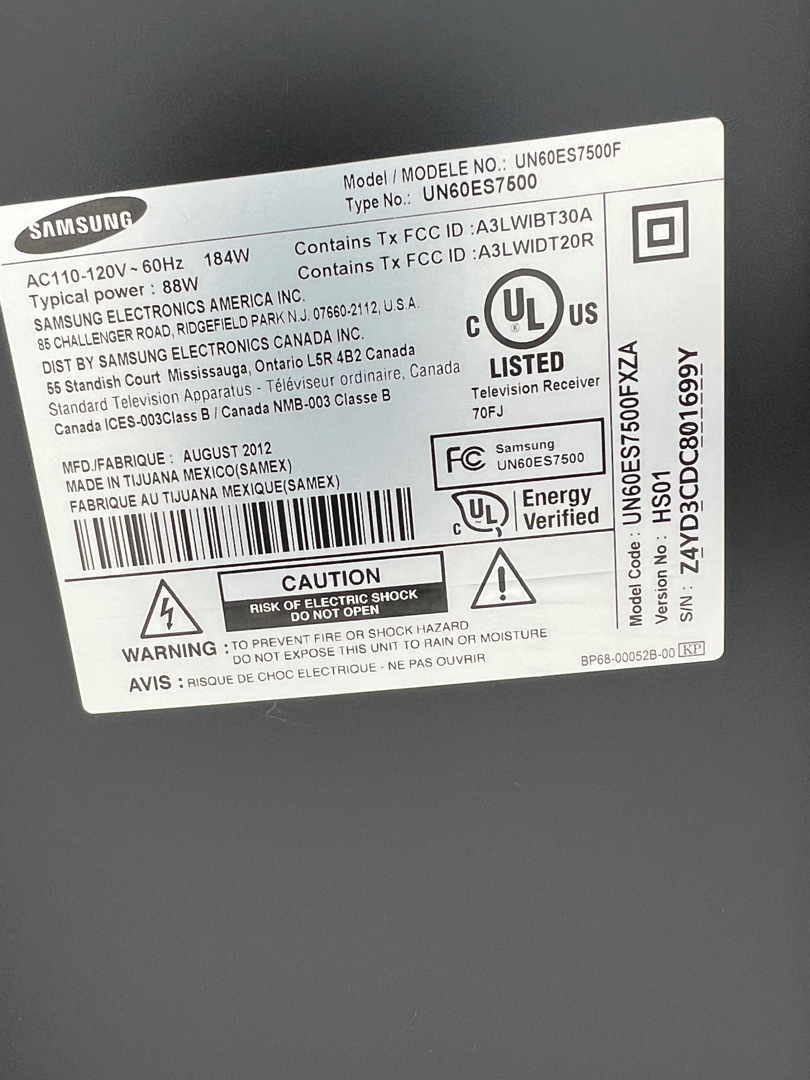 SAMSUNG
Model / MODELE NO.: UN60ES7500F
Type No.: UN60ES7500
AC110-120V ~ 60Hz 184W
Typical power : 88W
Contains Tx FCC ID :A3LWIBT30A
Contains Tx FCC ID :A3LWIDT20R
SAMSUNG ELECTRONICS AMERICA INC.
85 CHALLENGER ROAD, RIDGEFIELD PARK N.J. 07660-2112, U.S.A.
DIST BY SAMSUNG ELECTRONICS CANADA INC.
55 Standish Court Mississauga, Ontario L5R 4B2 Canada
Standard Television Apparatus - Téléviseur ordinaire, Canada
Canada ICES-003Class B / Canada NMB-003 Classe B
C UL ® US
LISTED
Television Receiver
70FJ
MFD./FABRIQUE : AUGUST 2012
MADE IN TIJUANA MEXICO(SAMEX)
FABRIQUE AU TIJUANA MEXIQUE(SAMEX)
FC Samsung
UN60ES7500
C UL ™ Energy
Verified
CAUTION
RISK OF ELECTRIC SHOCK
DO NOT OPEN
WARNING : TO PREVENT FIRE OR SHOCK HAZARD
DO NOT EXPOSE THIS UNIT TO RAIN OR MOISTURE
AVIS : RISQUE DE CHOC ELECTRIQUE - NE PAS OUVRIR
BP68-00052B-00 KP
Model Code : UN60ES7500FXZA
Version No : HS01
S/N : Z4YD3CDC801699Y